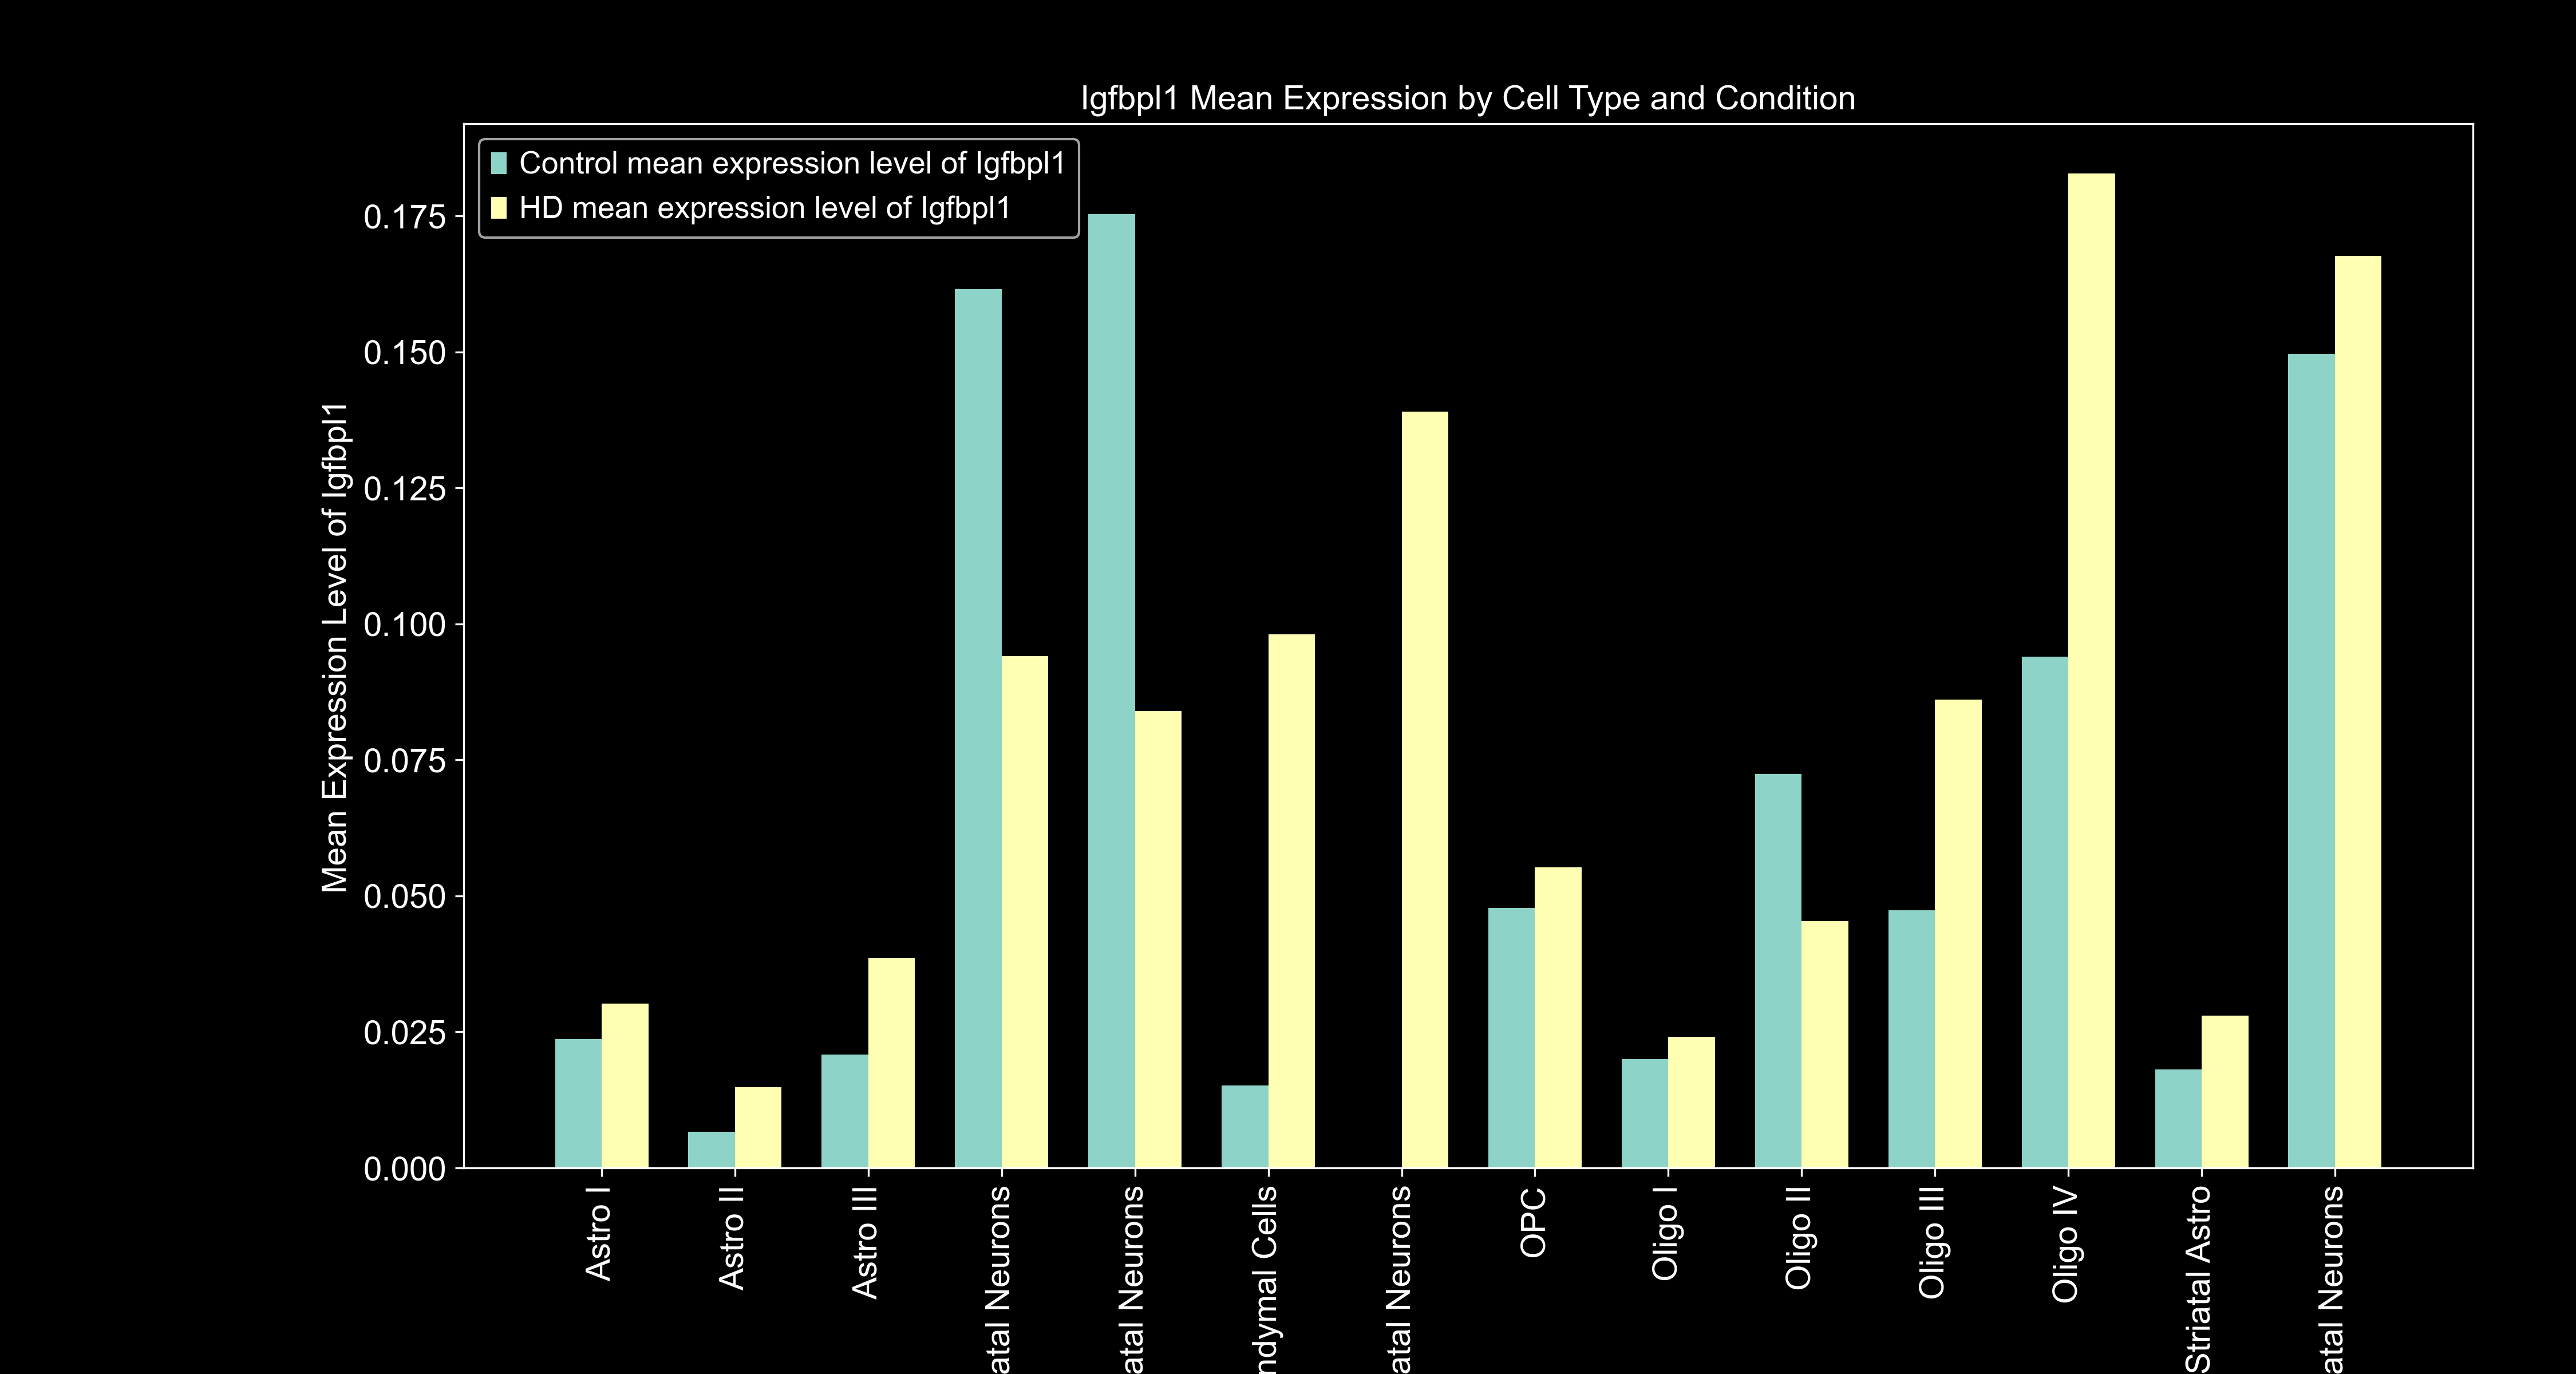 Igfbpl1 Mean Expression by Cell Type and Condition
Control mean expression level of Igfbpl1
HD mean expression level of Igfbpl1
Mean Expression Level of Igfbpl1
0.175
0.150
0.125
0.100
0.075
0.050
0.025
0.000
Astro I
Astro II
Astro III
atal Neurons
atal Neurons
ndymal Cells
atal Neurons
OPC
Oligo I
Oligo II
Oligo III
Oligo IV
Striatal Astro
atal Neurons